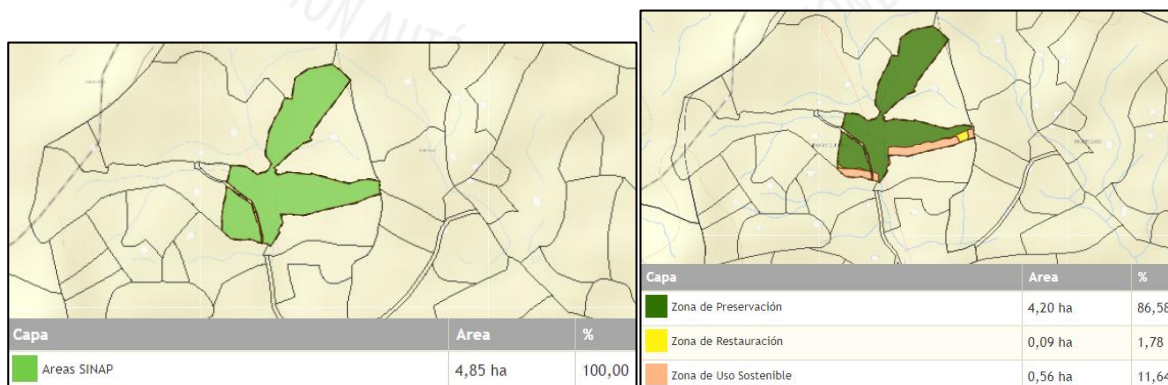 Capa Area %
Areas SINAP 4,85 ha 100,00
Capa Area %
Zona de Preservación 4,20 ha 86,58
Zona de Restauración 0,09 ha 1,78
Zona de Uso Sostenible 0,56 ha 11,64